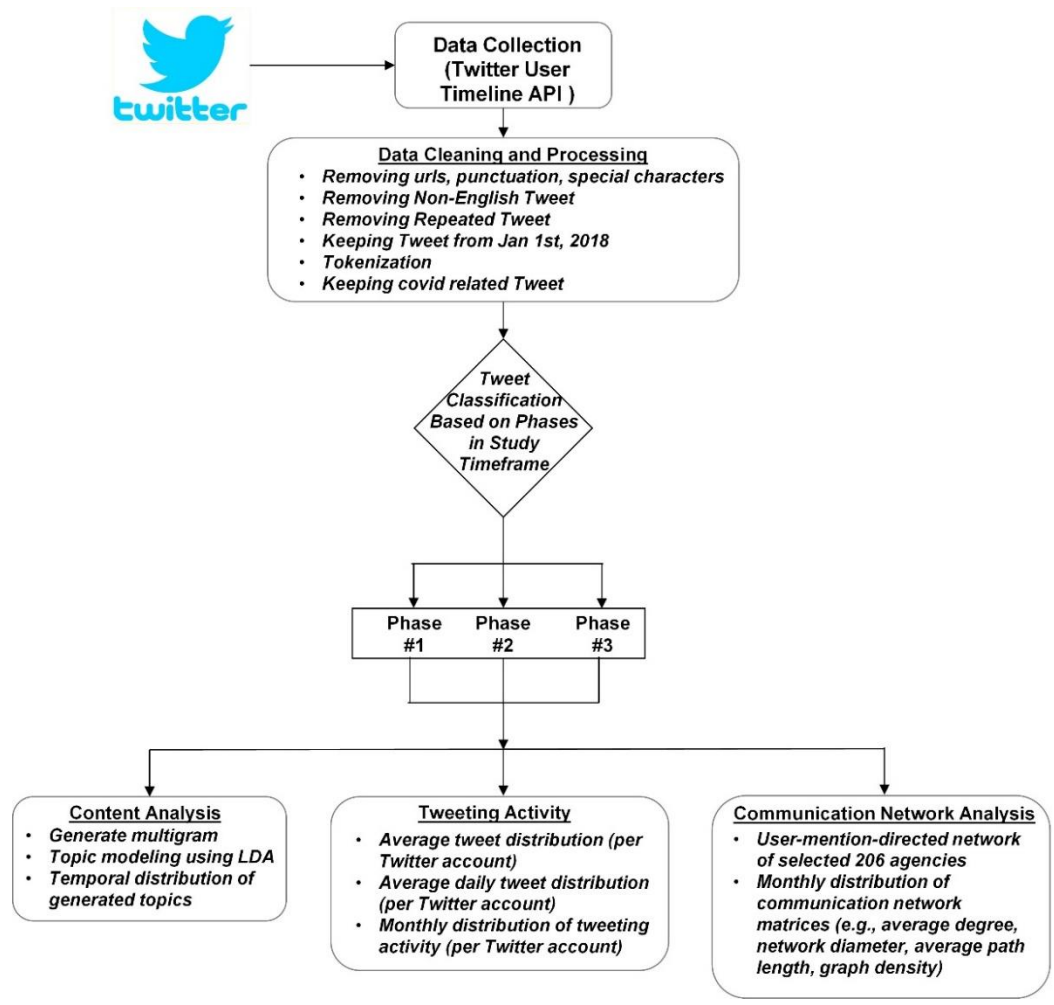 twitter
Data Collection
(Twitter User
Timeline API )
Data Cleaning and Processing
• Removing urls, punctuation, special characters
• Removing Non-English Tweet
• Removing Repeated Tweet
• Keeping Tweet from Jan 1st, 2018
• Tokenization
• Keeping covid related Tweet
Tweet
Classification
Based on Phases
in Study
Timeframe
Phase
#1
Phase
#2
Phase
#3
Content Analysis
• Generate multigram
• Topic modeling using LDA
• Temporal distribution of
generated topics
Tweeting Activity
• Average tweet distribution (per
Twitter account)
• Average daily tweet distribution
(per Twitter account)
• Monthly distribution of tweeting
activity (per Twitter account)
Communication Network Analysis
• User-mention-directed network
of selected 206 agencies
• Monthly distribution of
communication network
matrices (e.g., average degree,
network diameter, average path
length, graph density)